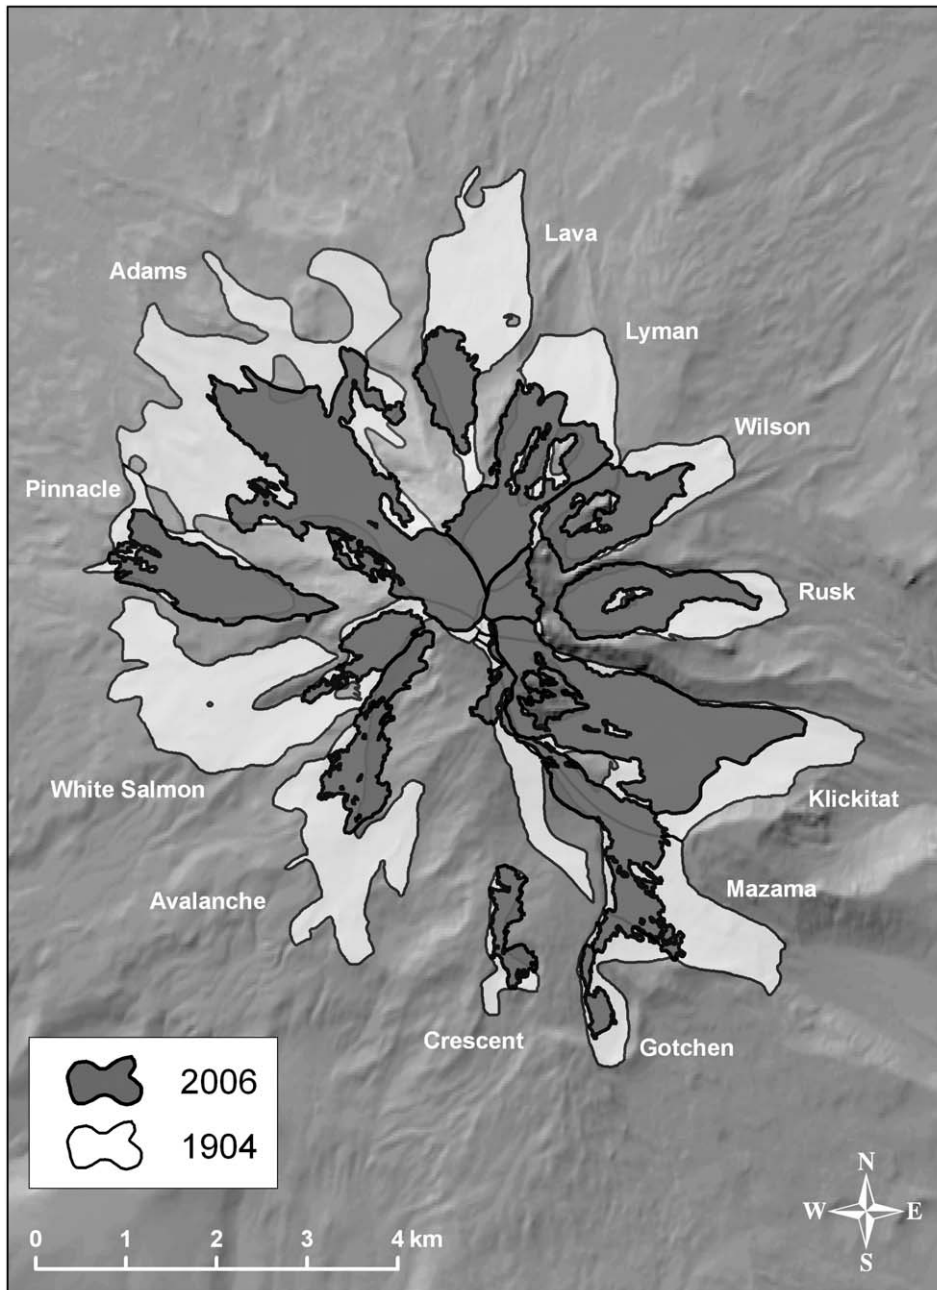 Lava
Adams
Lyman
Wilson
Pinnacle
Rusk
White Salmon
Klickitat
Mazama
Avalanche
Crescent
Gotchen
2006
1904
N
W E
S
0 1 2 3 4 km